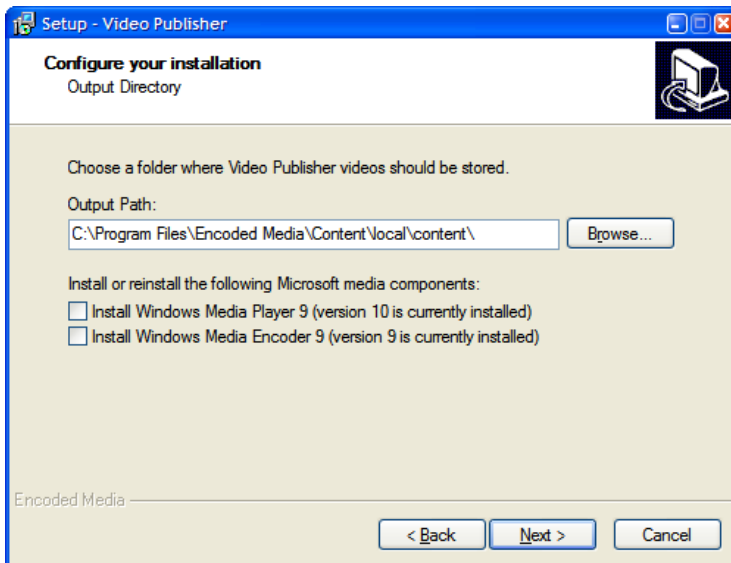 Setup - Video Publisher
Configure your installation
Output Directory
Choose a folder where Video Publisher videos should be stored.
Output Path:
C:\Program Files\Encoded Media\Content\local\content\
Browse...
Install or reinstall the following Microsoft media components:
Install Windows Media Player 9 (version 10 is currently installed)
Install Windows Media Encoder 9 (version 9 is currently installed)
Encoded Media
< Back
Next >
Cancel